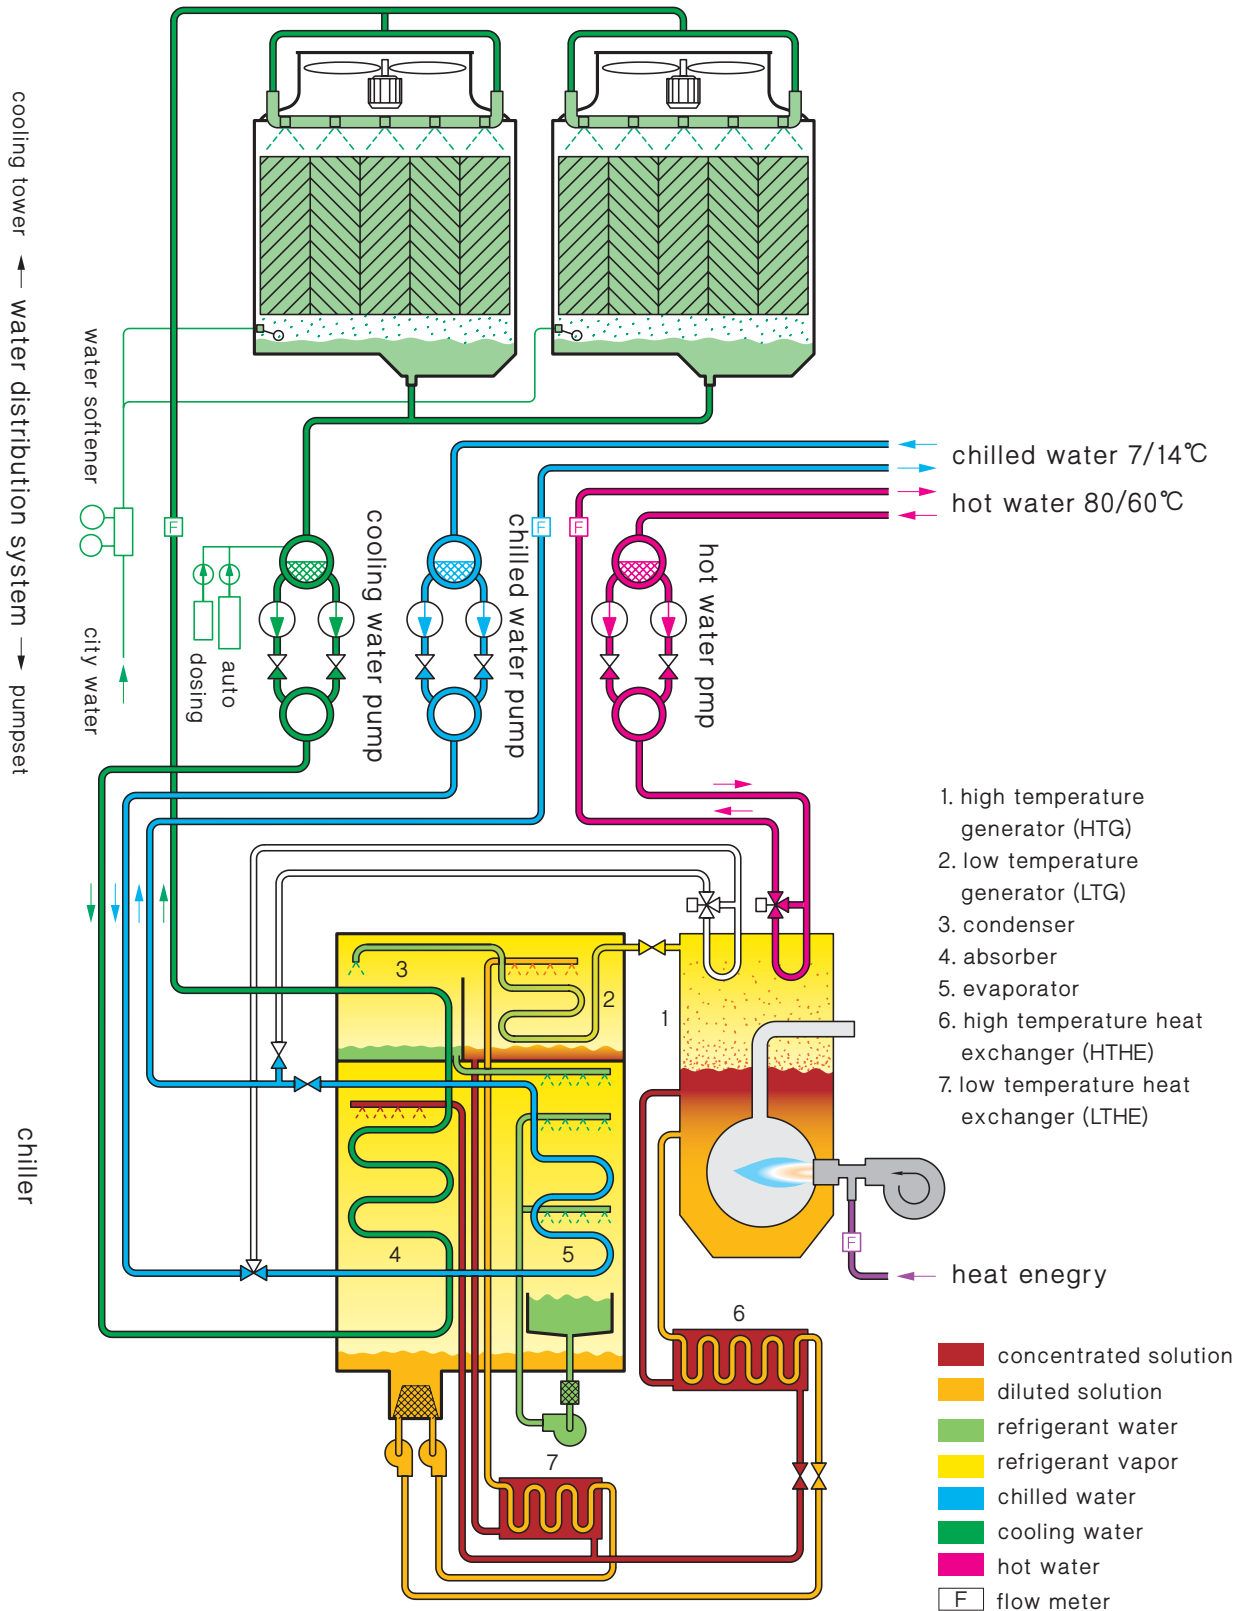 cooling tower
water distribution system
pumpset
chiller
water softener
city water
F
dosing
auto
cooling water pump
chilled water pump
F
F
hot water pmp
chilled water 7/14℃
hot water 80/60℃
1. high temperature
generator (HTG)
2. low temperature
generator (LTG)
3. condenser
4. absorber
5. evaporator
6. high temperature heat
exchanger (HTHE)
7. low temperature heat
exchanger (LTHE)
3
2
1
4
5
F
heat enegry
6
7
concentrated solution
diluted solution
refrigerant water
refrigerant vapor
chilled water
cooling water
hot water
F flow meter